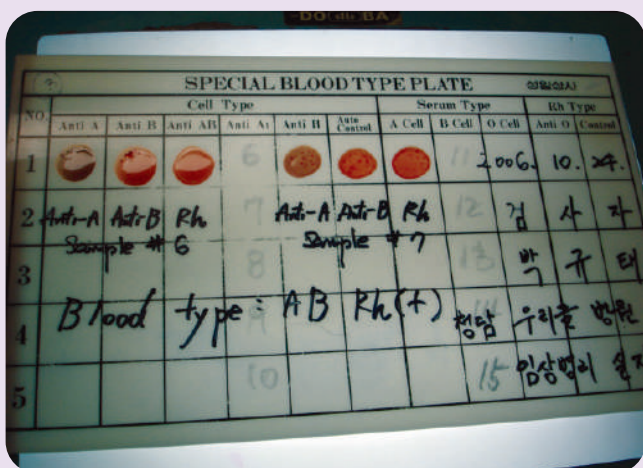 SPECIAL BLOOD TYPE PLATE
NO. Cell Type Serum Type Rh Type
Anti A Anti B Anti AB Anti A₁ Anti H Auto Control A Cell B Cell O Cell Anti O Control
1 6 11 2006. 10. 24.
2 Anti-A Anti-B Rh 7 Anti-A Anti-B Rh 12 검 사 자
Sample # 6 Sample # 7
3 8 13 박 규 태
4 Blood type : AB Rh(+) 14 청담 우리들 병원
5 10 15 임상병리 실